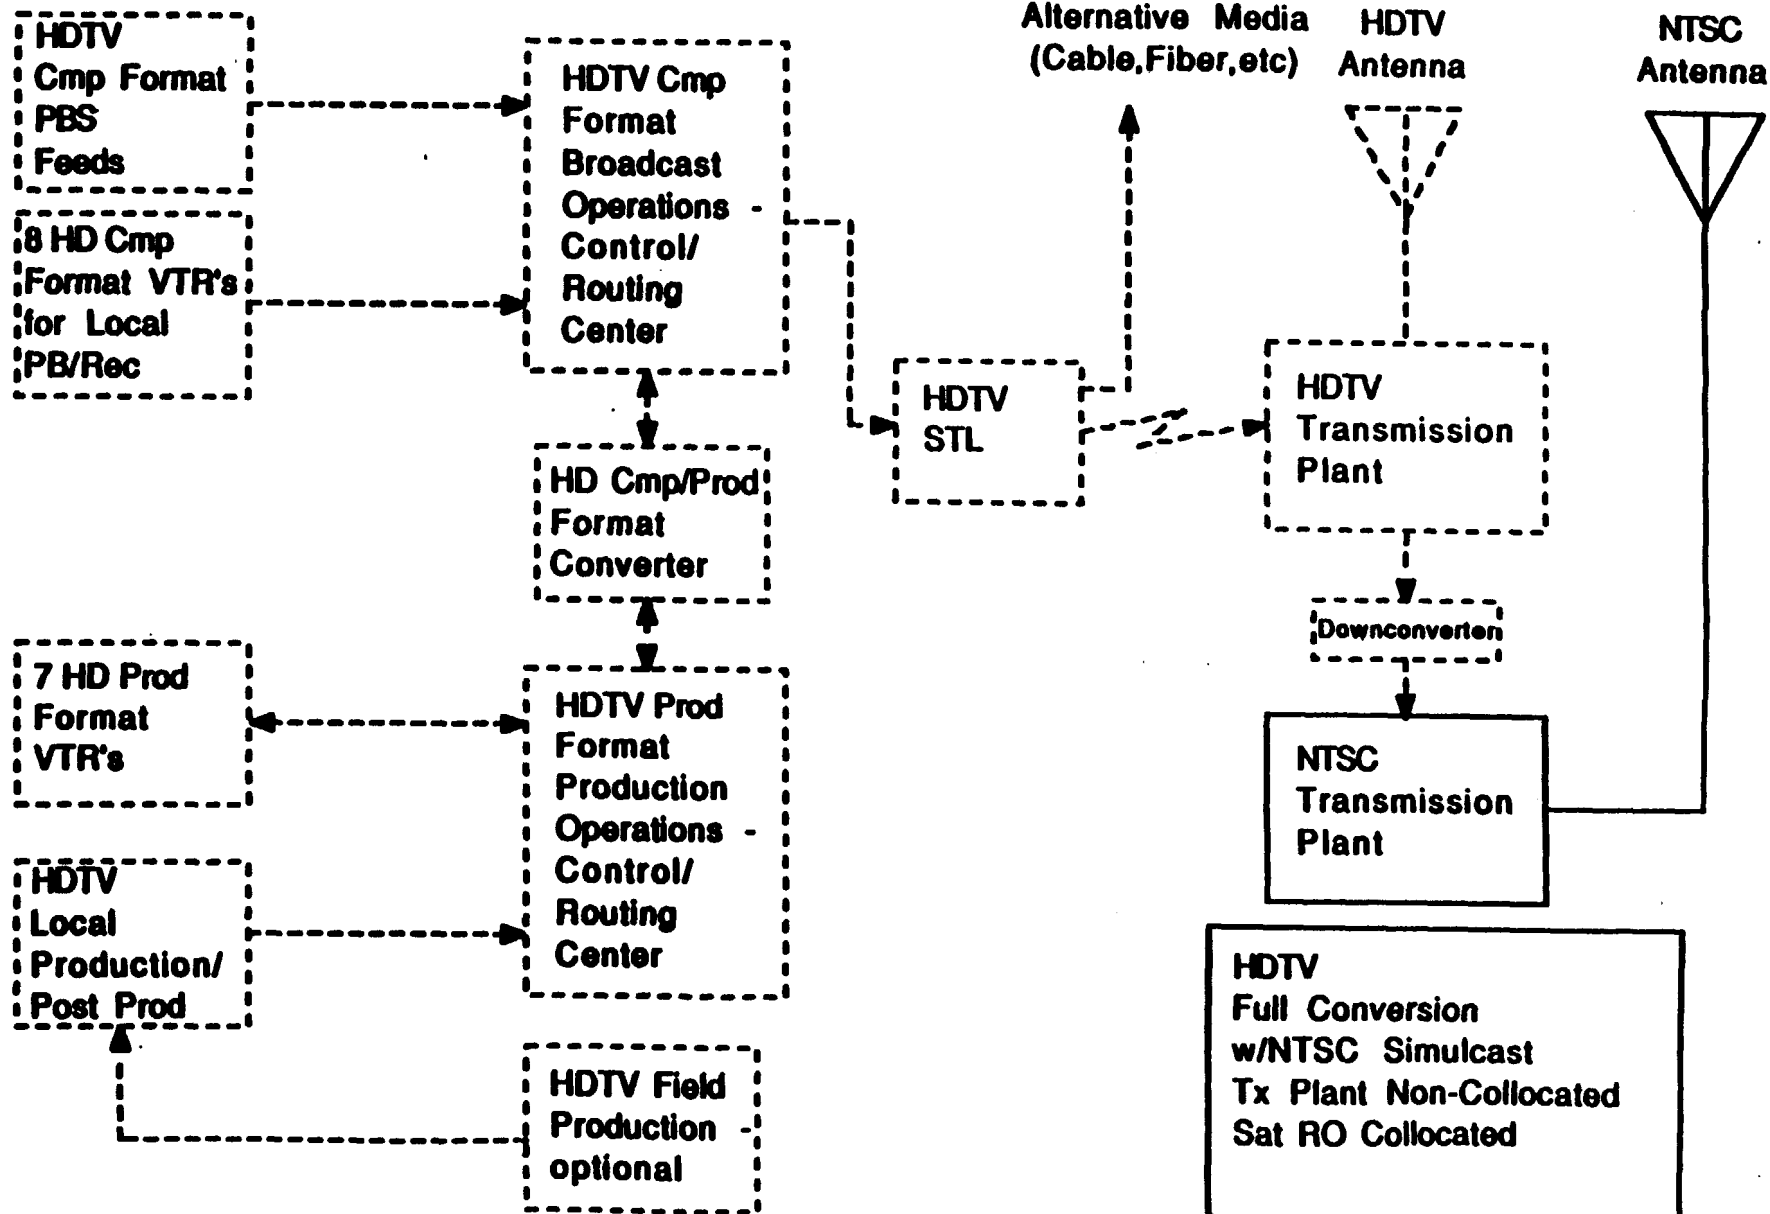 HDTV
Cmp Format
PBS
Feeds
8 HD Cmp
Format VTR's
for Local
PB/Rec
HDTV Cmp
Format
Broadcast
Operations -
Control/
Routing
Center
HD Cmp/Prod
Format
Converter
7 HD Prod
Format
VTR's
HDTV Prod
Format
Production
Operations -
Control/
Routing
Center
HDTV
Local
Production/
Post Prod
HDTV Field
Production -
optional
Alternative Media
(Cable,Fiber,etc)
HDTV
Antenna
NTSC
Antenna
HDTV
STL
HDTV
Transmission
Plant
Downconverter
NTSC
Transmission
Plant
HDTV
Full Conversion
w/NTSC Simulcast
Tx Plant Non-Collocated
Sat RO Collocated